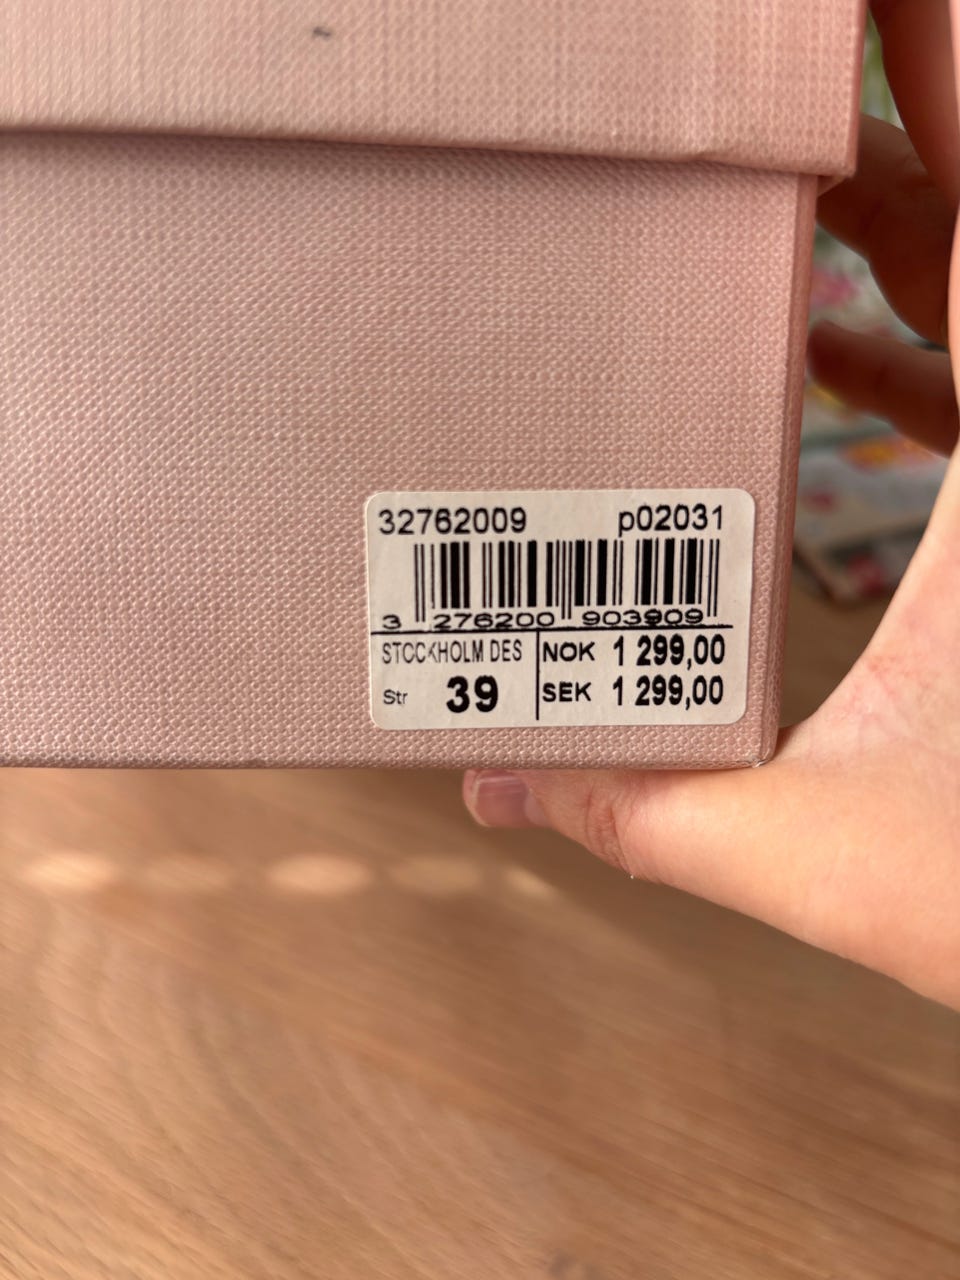 32762009 p02031
3 276200 903909
STOCKHOLM DES NOK 1 299,00
Str 39 SEK 1 299,00